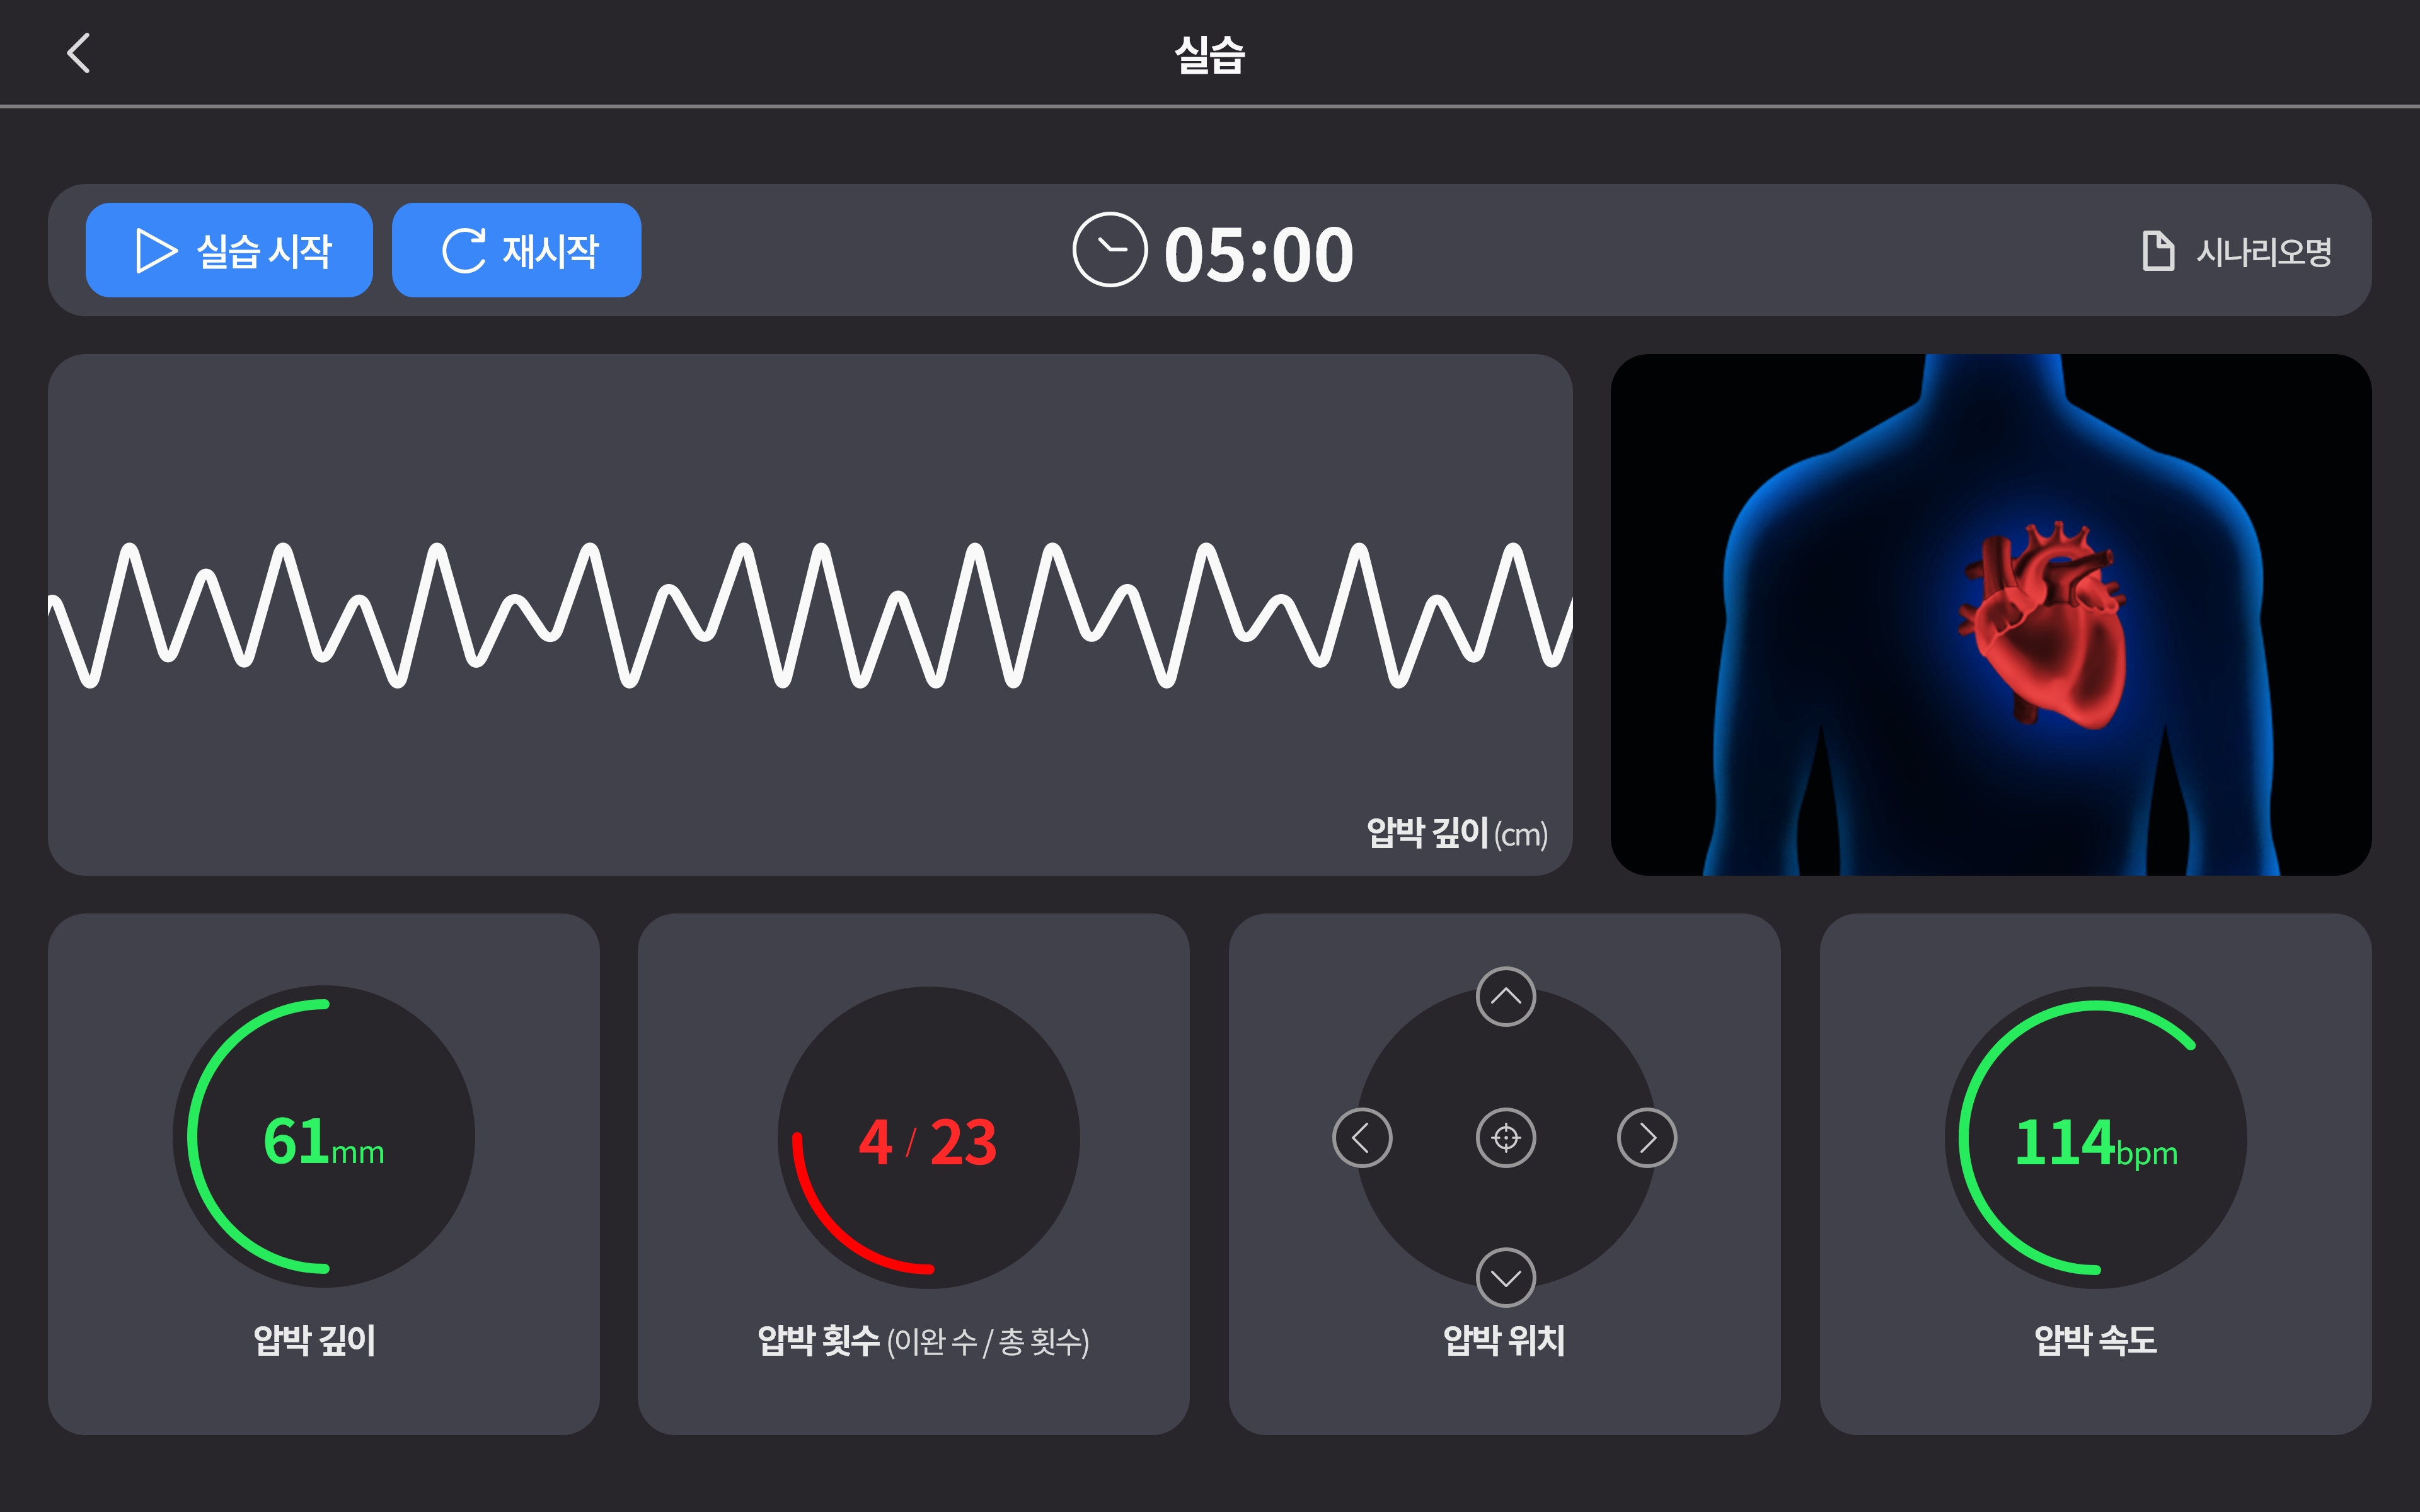 실습
실습 시작
재시작
05:00
시나리오명
압박 깊이 (cm)
61mm
압박 깊이
4 / 23
압박 횟수 (이완 수 / 총 횟수)
압박 위치
114bpm
압박 속도